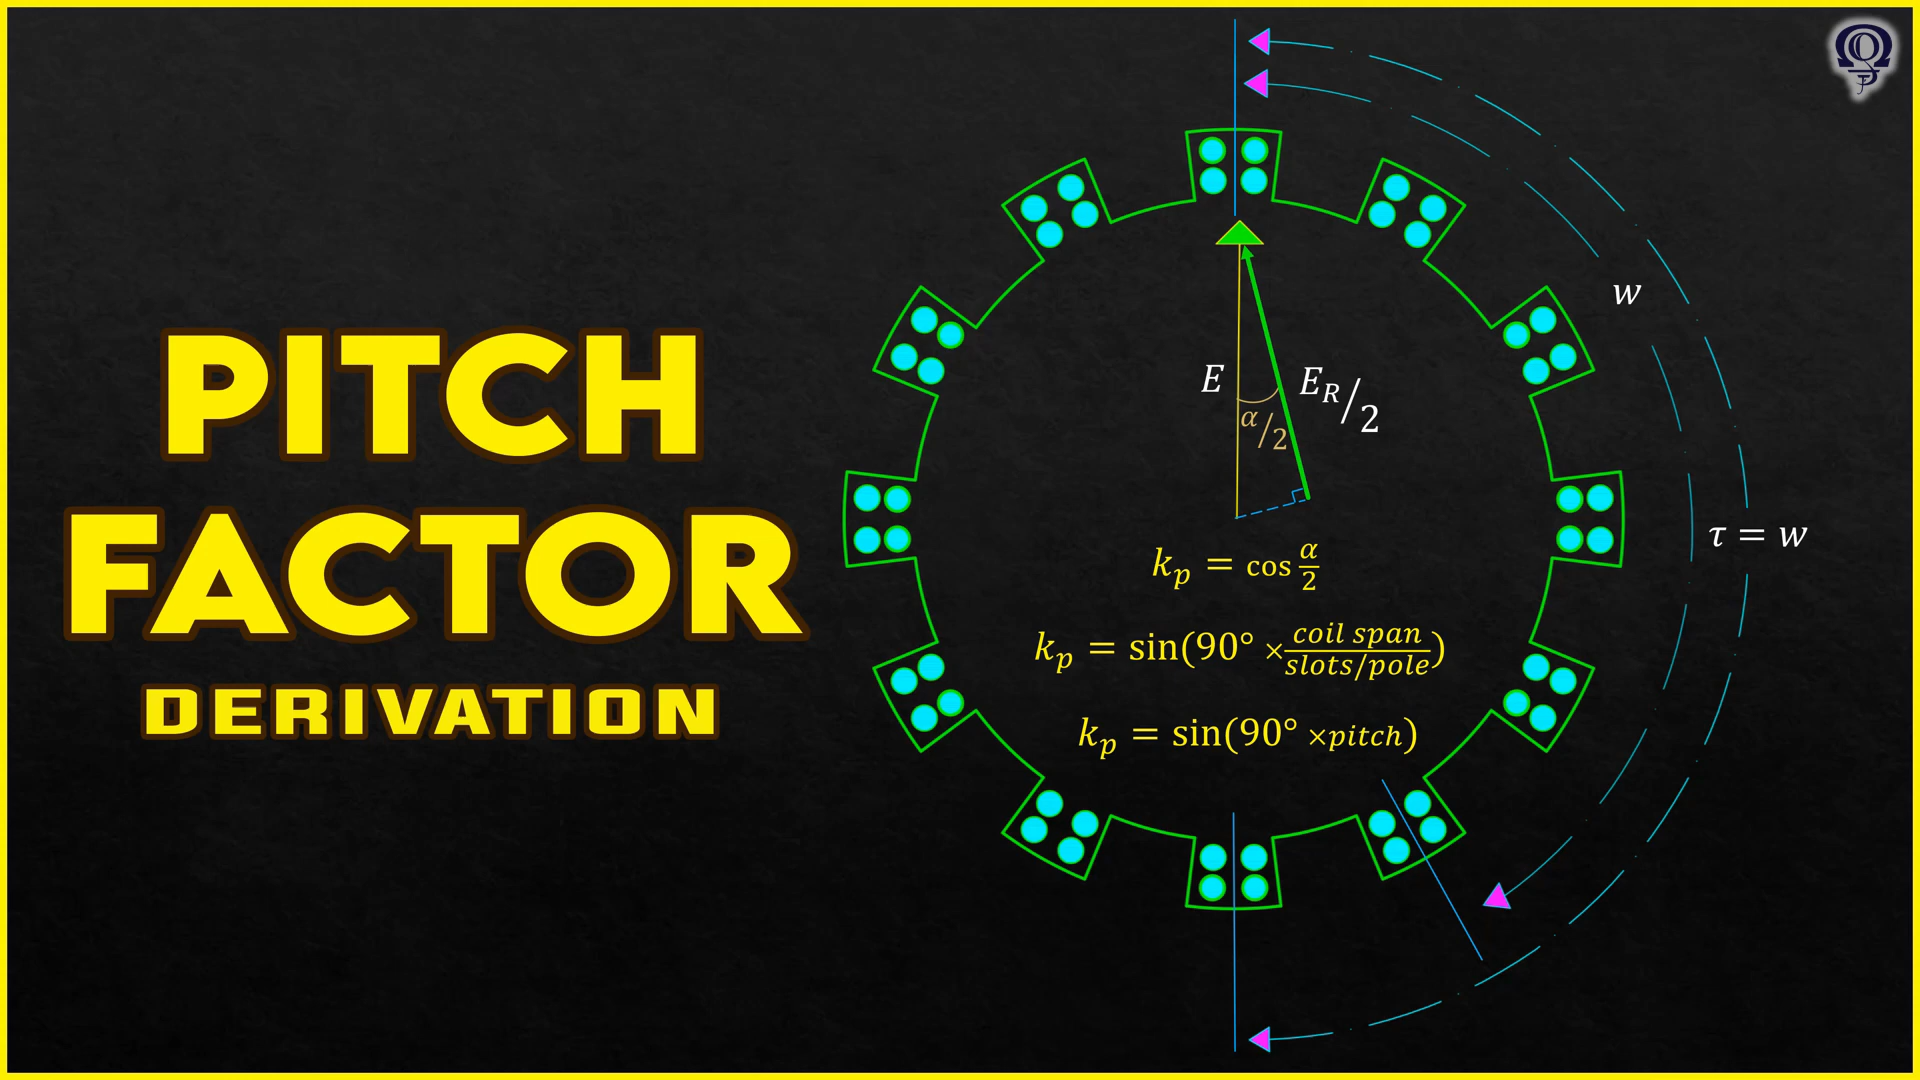 PITCH
FACTOR
DERIVATION
w
E
E_R/2
α/2
τ = w
k_p = cos α/2
k_p = sin(90° × coil span / slots/pole)
k_p = sin(90° ×pitch)